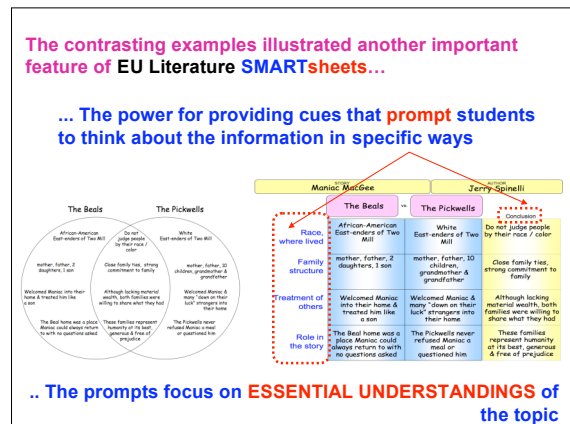 The contrasting examples illustrated another important
feature of EU Literature SMARTsheets…
... The power for providing cues that prompt students
to think about the information in specific ways
The Beals
The Pickwells
African-American
East-enders of Two Mill
Do not
judge people
by their race /
color
White
East-enders of Two
Mill
mother, father, 2
daughters, 1 son
Close family ties, strong
commitment to family
mother, father, 10
children, grandmother &
grandfather
Welcomed Maniac into their
home & treated him like
a son
Although lacking material
wealth, both families were
willing to share what they had
Welcomed Maniac &
many "down on their
luck" strangers into
their home
The Beal home was a place
Maniac could always return
to with no questions asked
These families represent
humanity at its best,
generous & free of
prejudice
The Pickwells never
refused Maniac a meal
or questioned him
STORY
Maniac MacGee
AUTHOR
Jerry Spinelli
The Beals
vs.
The Pickwells
Conclusion
Race,
where lived
African-American
East-enders of Two
Mill
White
East-enders of Two
Mill
Do not judge people
by their race / color
Family
structure
mother, father, 2
daughters, 1 son
mother, father, 10
children,
grandmother &
grandfather
Close family ties,
strong commitment
to family
Treatment of
others
Welcomed Maniac
into their home &
treated him like a
son
Welcomed Maniac &
many "down on their
luck" strangers into
their home
Although lacking
material wealth, both
families were willing to
share what they had
Role in
the story
The Beal home was a
place Maniac could
always return to with
no questions asked
The Pickwells never
refused Maniac a
meal or
questioned him
These families
represent humanity
at its best, generous
& free of prejudice
.. The prompts focus on ESSENTIAL UNDERSTANDINGS of
the topic